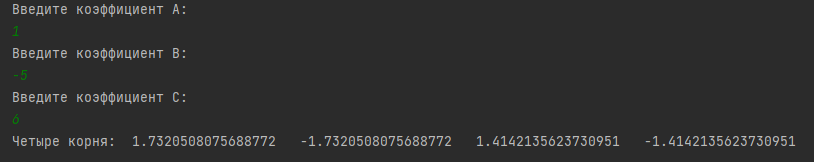 Введите коэффициент A:
1
Введите коэффициент B:
-5
Введите коэффициент C:
6
Четыре корня:  1.7320508075688772   -1.7320508075688772   1.4142135623730951   -1.4142135623730951